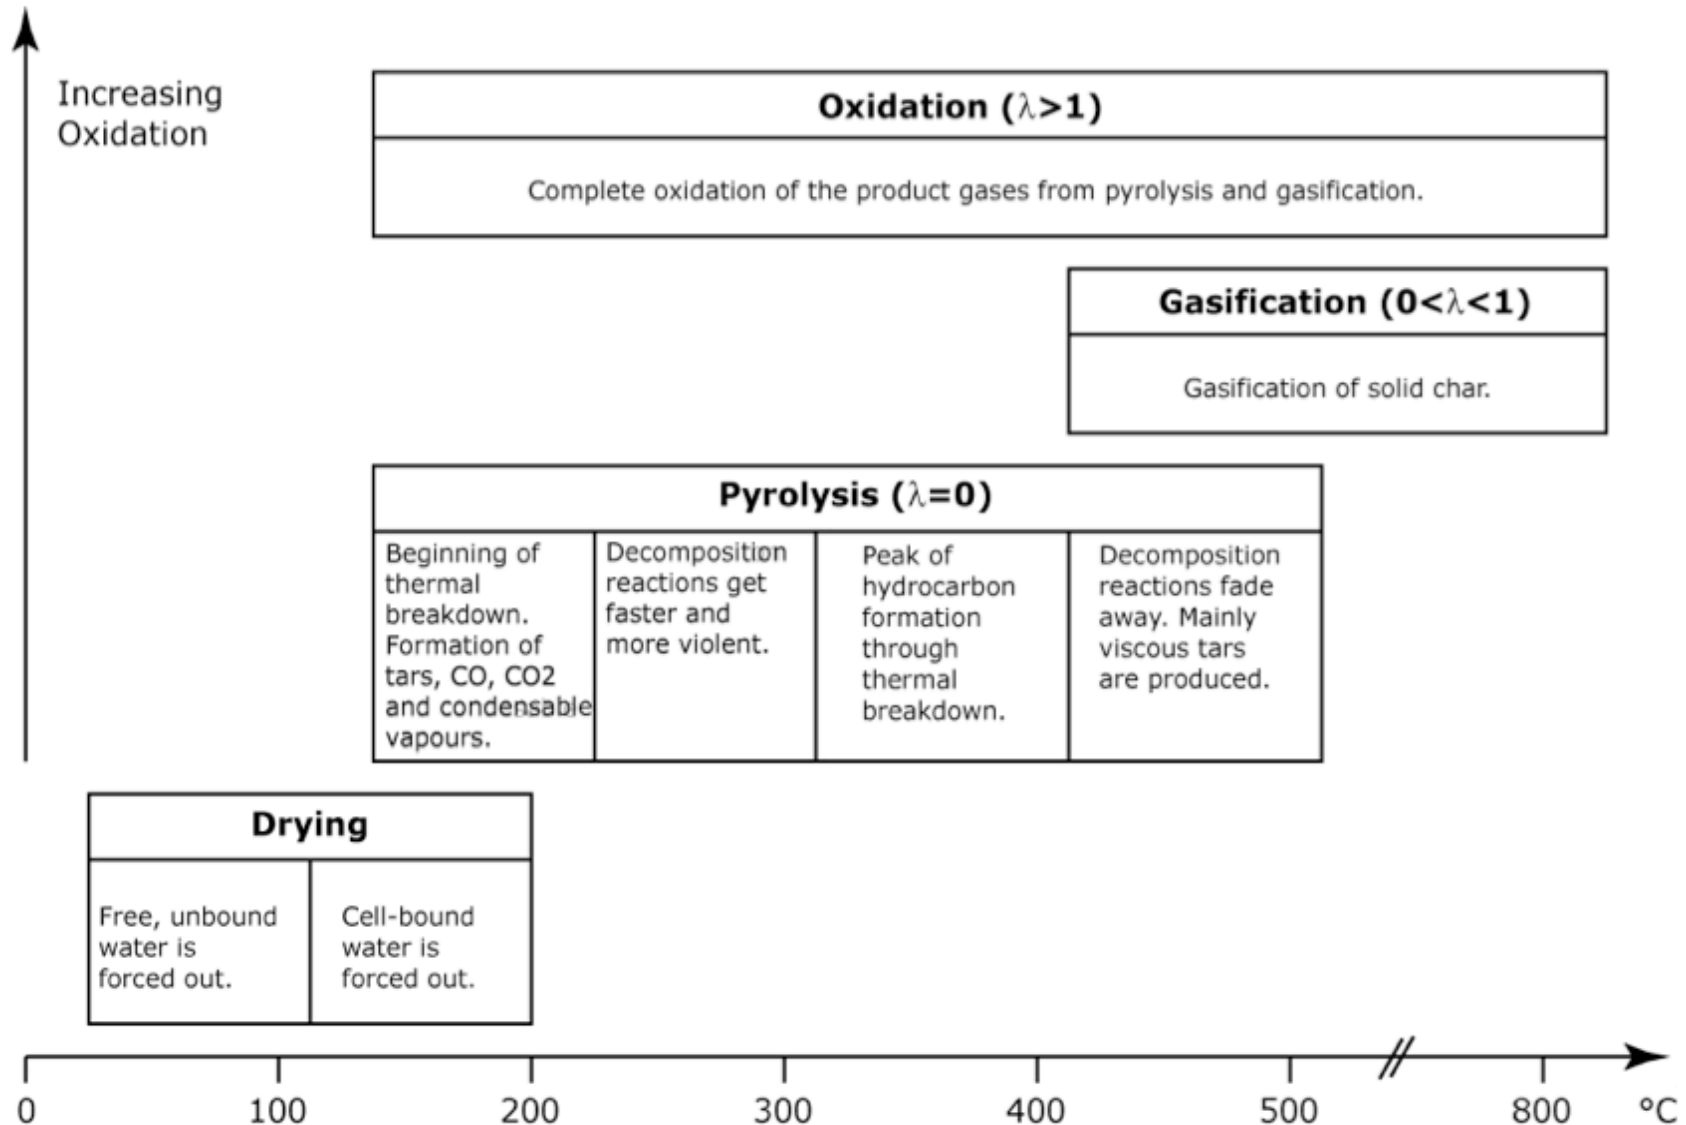 Increasing
Oxidation
Oxidation (λ>1)
Complete oxidation of the product gases from pyrolysis and gasification.
Gasification (0<λ<1)
Gasification of solid char.
Pyrolysis (λ=0)
Beginning of
thermal
breakdown.
Formation of
tars, CO, CO2
and condensable
vapours.
Decomposition
reactions get
faster and
more violent.
Peak of
hydrocarbon
formation
through
thermal
breakdown.
Decomposition
reactions fade
away. Mainly
viscous tars
are produced.
Drying
Free, unbound
water is
forced out.
Cell-bound
water is
forced out.
0 100 200 300 400 500 800 °C